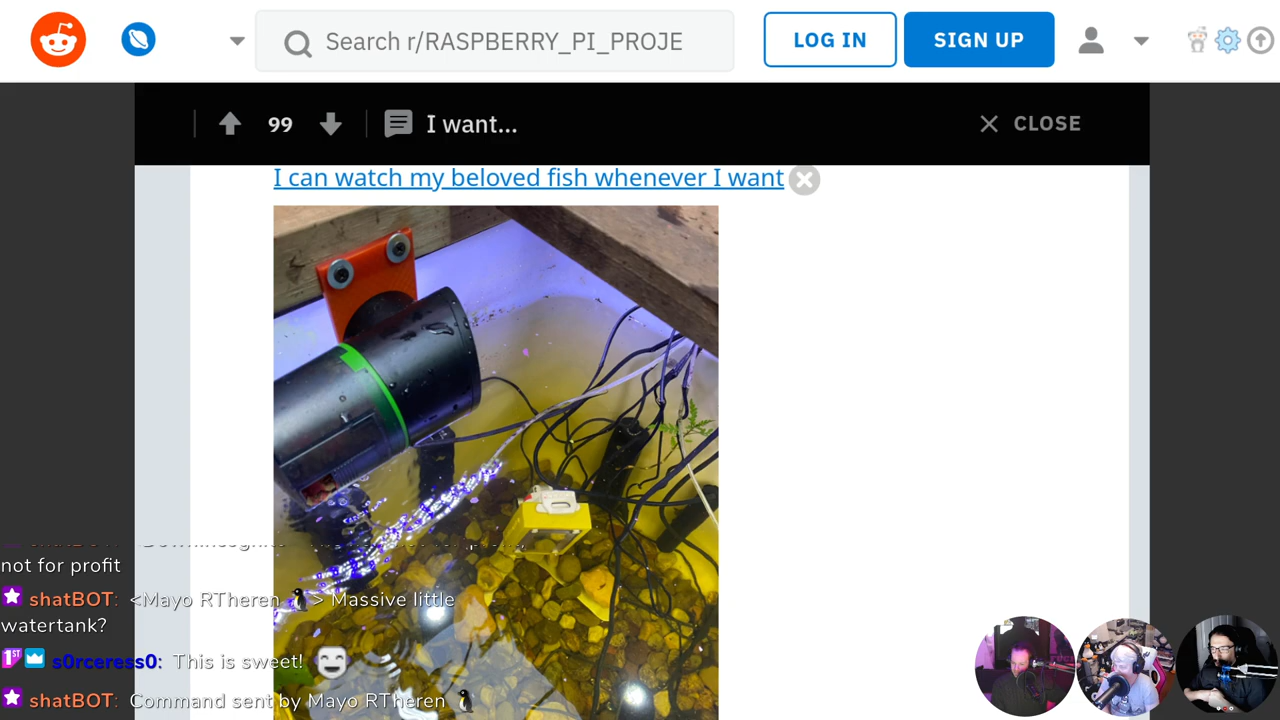 Search r/RASPBERRY_PI_PROJE
LOG IN
SIGN UP
99
I want...
CLOSE
I can watch my beloved fish whenever I want
not for profit
shatBOT: <Mayo RTheren 🐧> Massive little
watertank?
1ST s0rceress0: This is sweet!
shatBOT: Command sent by Mayo RTheren 🐧